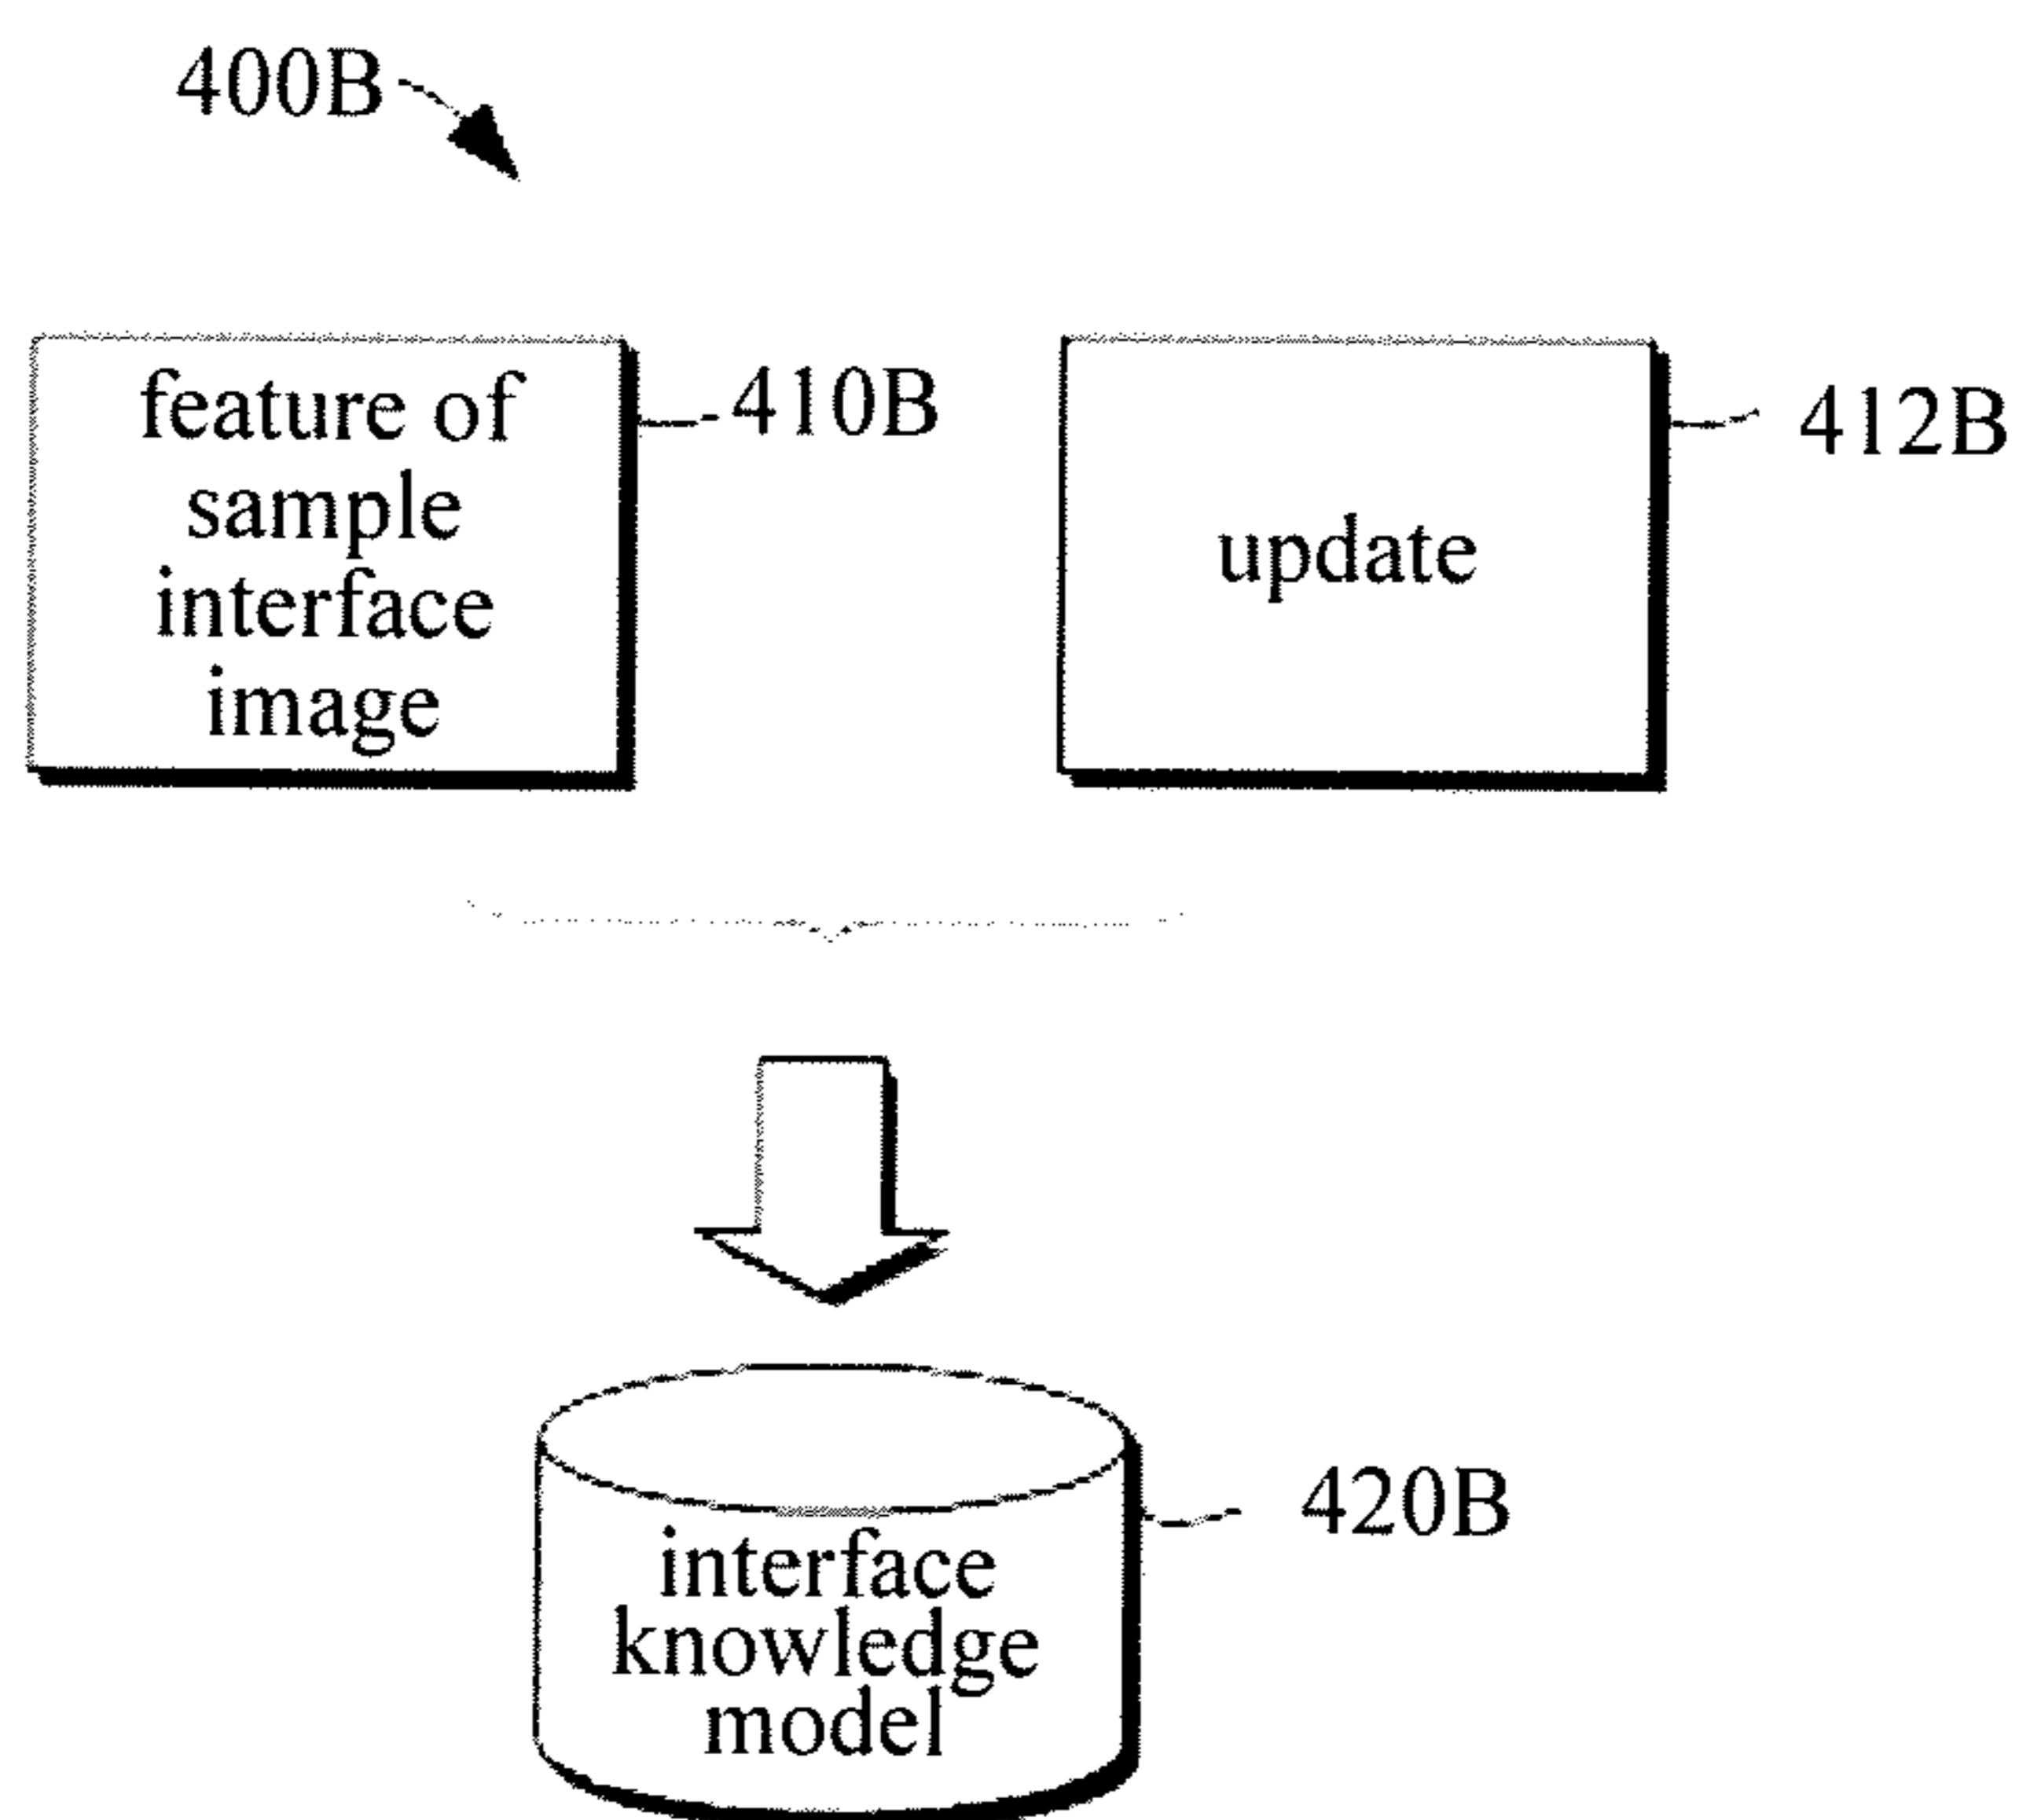 400B
feature of
sample
interface
image
410B
update
412B
interface
knowledge
model
420B